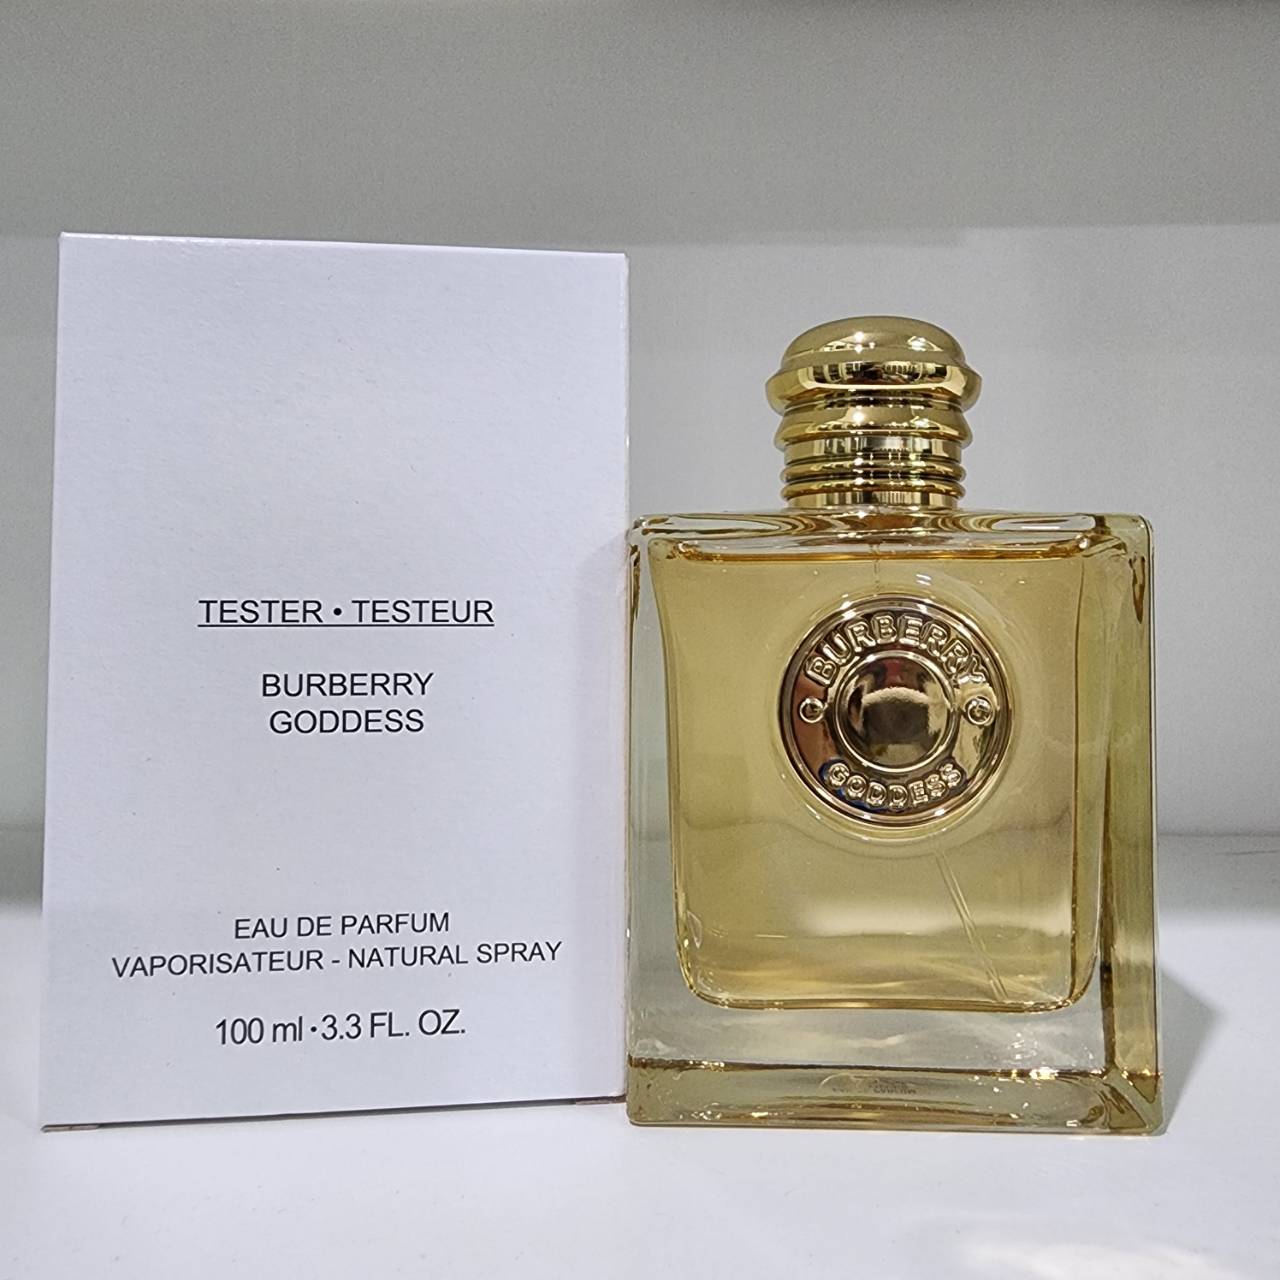 TESTER • TESTEUR
BURBERRY
GODDESS
EAU DE PARFUM
VAPORISATEUR - NATURAL SPRAY
100 ml • 3.3 FL. OZ.
BURBERRY
GODDESS